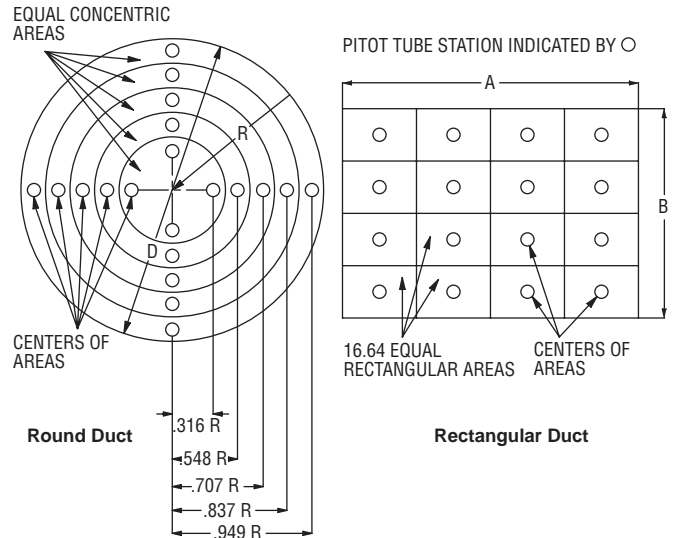 EQUAL CONCENTRIC
AREAS
PITOT TUBE STATION INDICATED BY
A
R
B
D
CENTERS OF
AREAS
16.64 EQUAL
RECTANGULAR AREAS
CENTERS OF
AREAS
.316 R
Round Duct
Rectangular Duct
.548 R
.707 R
.837 R
.949 R